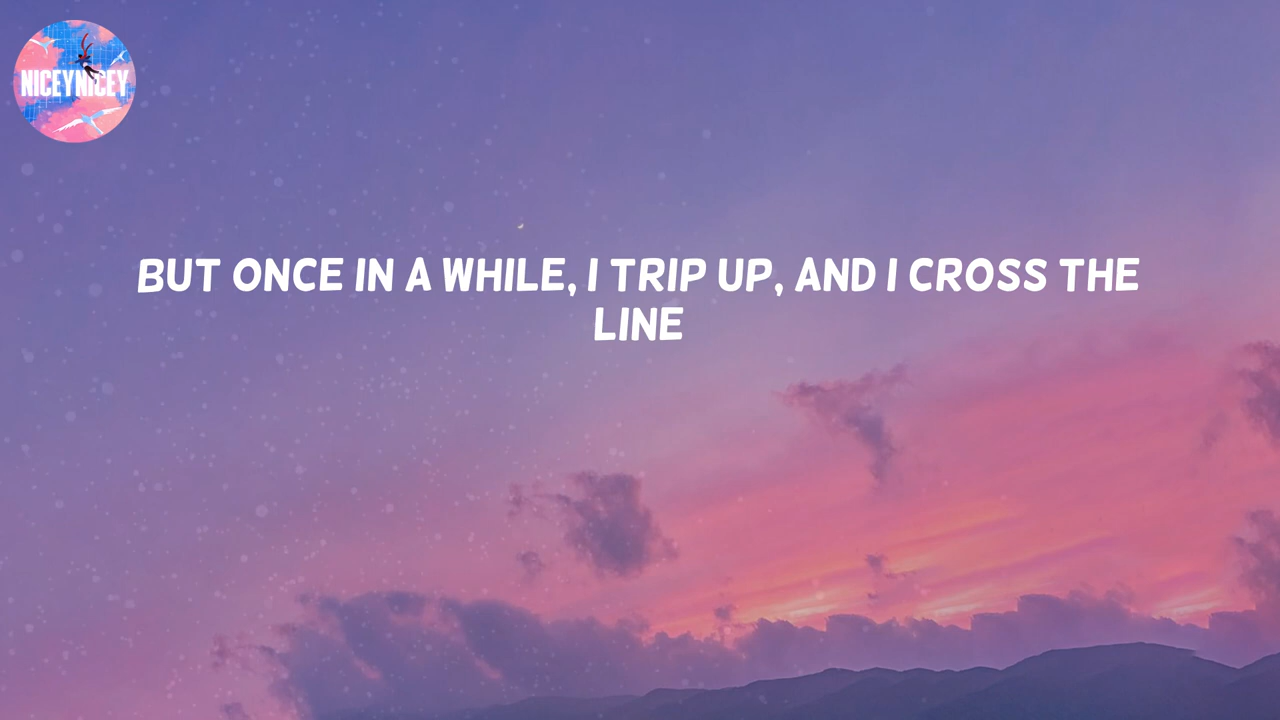 NICEYNICEY
BUT ONCE IN A WHILE, I TRIP UP, AND I CROSS THE
LINE